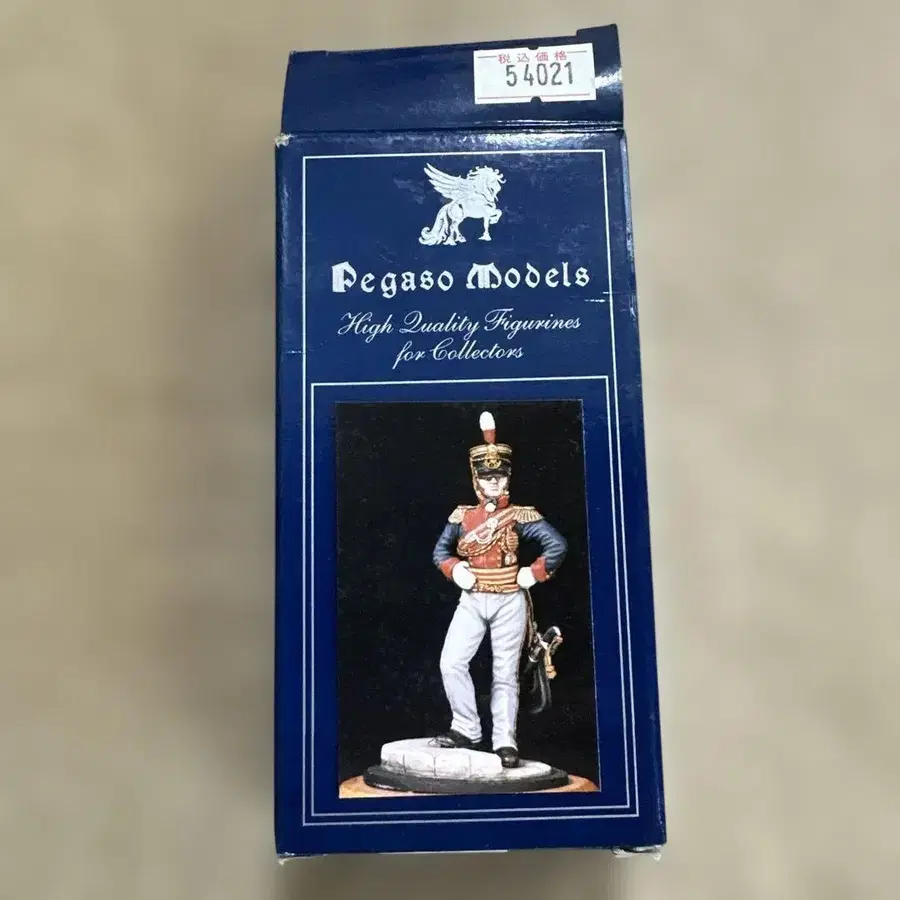 税込価格
54021
Pegaso Models
High Quality Figurines
for Collectors